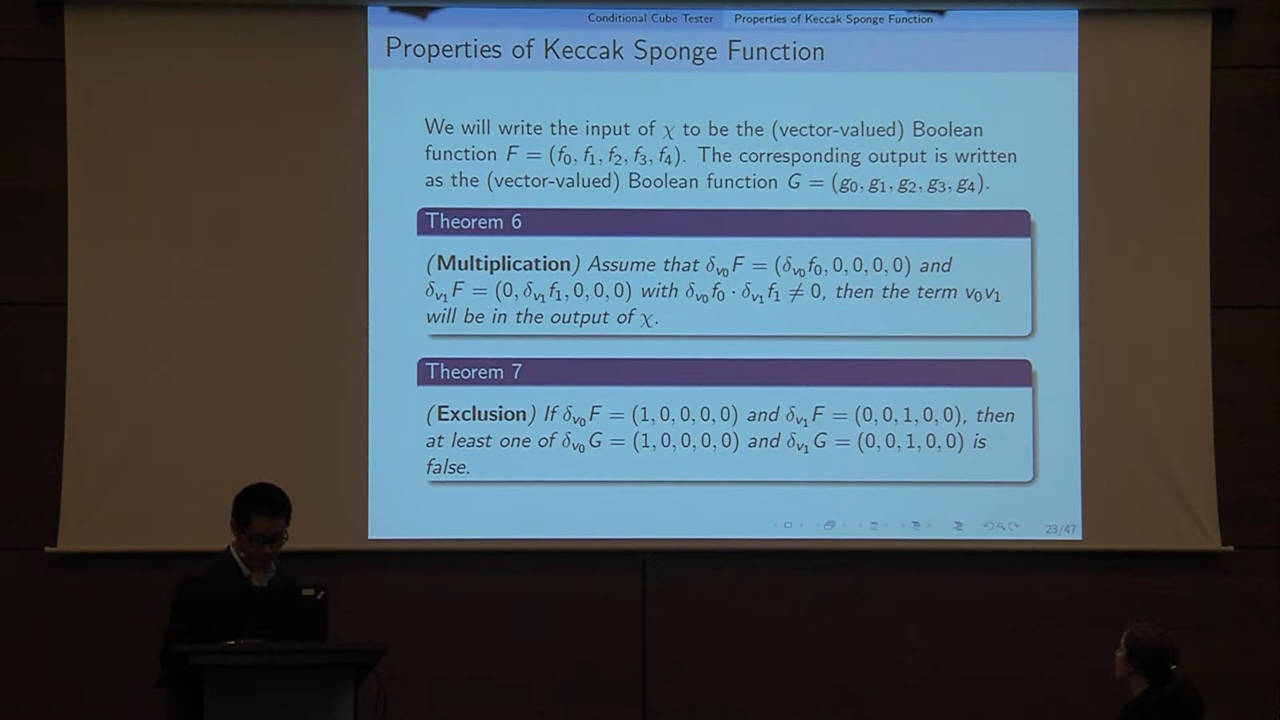 Conditional Cube Tester Properties of Keccak Sponge Function
Properties of Keccak Sponge Function
We will write the input of χ to be the (vector-valued) Boolean
function F = (f₀, f₁, f₂, f₃, f₄). The corresponding output is written
as the (vector-valued) Boolean function G = (g₀, g₁, g₂, g₃, g₄).
Theorem 6
(Multiplication) Assume that δ_{v₀}F = (δ_{v₀}f₀, 0, 0, 0, 0) and
δ_{v₁}F = (0, δ_{v₁}f₁, 0, 0, 0) with δ_{v₀}f₀ · δ_{v₁}f₁ ≠ 0, then the term v₀v₁
will be in the output of χ.
Theorem 7
(Exclusion) If δ_{v₀}F = (1, 0, 0, 0, 0) and δ_{v₁}F = (0, 0, 1, 0, 0), then
at least one of δ_{v₀}G = (1, 0, 0, 0, 0) and δ_{v₁}G = (0, 0, 1, 0, 0) is
false.
23/47